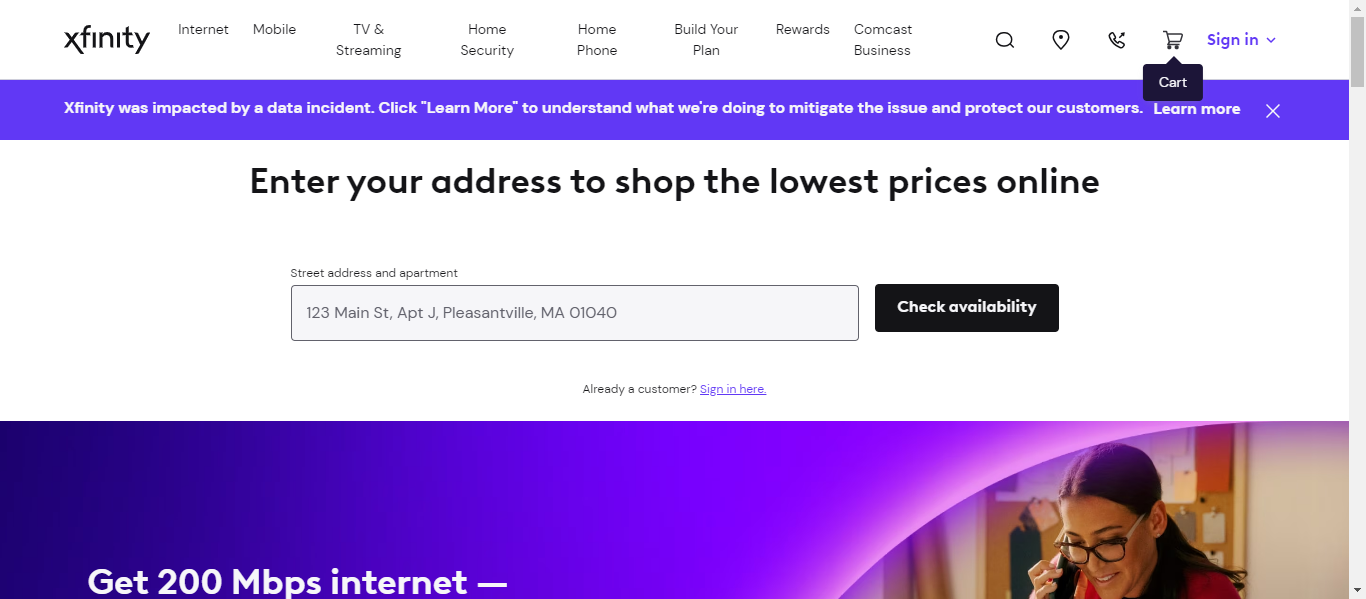 xfinity
Internet
Mobile
TV &
Streaming
Home
Security
Home
Phone
Build Your
Plan
Rewards
Comcast
Business
Sign in
Cart
Xfinity was impacted by a data incident. Click "Learn More" to understand what we're doing to mitigate the issue and protect our customers. Learn more
Enter your address to shop the lowest prices online
Street address and apartment
123 Main St, Apt J, Pleasantville, MA 01040
Check availability
Already a customer? Sign in here.
Get 200 Mbps internet —